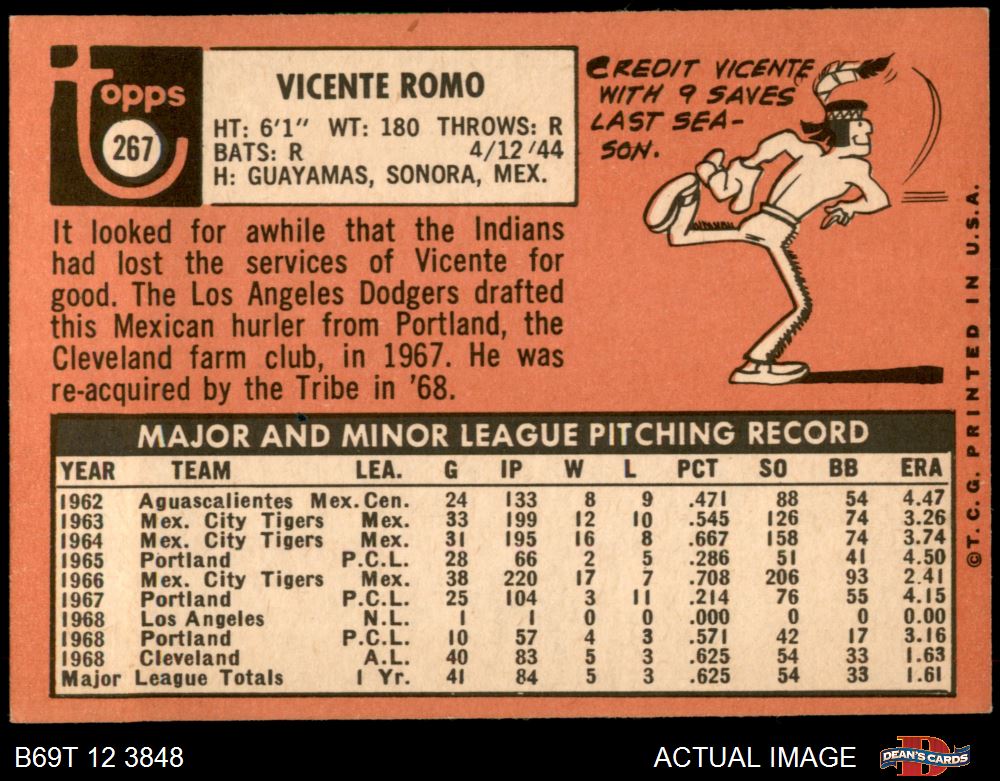 topps
267
VICENTE ROMO
HT: 6'1" WT: 180 THROWS: R
BATS: R 4/12/44
H: GUAYAMAS, SONORA, MEX.
CREDIT VICENTE
WITH 9 SAVES
LAST SEA-
SON.
It looked for awhile that the Indians
had lost the services of Vicente for
good. The Los Angeles Dodgers drafted
this Mexican hurler from Portland, the
Cleveland farm club, in 1967. He was
re-acquired by the Tribe in '68.
MAJOR AND MINOR LEAGUE PITCHING RECORD
YEAR TEAM LEA. G IP W L PCT SO BB ERA
1962 Aguascalientes Mex. Cen. 24 133 8 9 .471 88 54 4.47
1963 Mex. City Tigers Mex. 33 199 12 10 .545 126 74 3.26
1964 Mex. City Tigers Mex. 31 195 16 8 .667 158 74 3.74
1965 Portland P.C.L. 28 66 2 5 .286 51 41 4.50
1966 Mex. City Tigers Mex. 38 220 17 7 .708 206 93 2.41
1967 Portland P.C.L. 25 104 3 11 .214 76 55 4.15
1968 Los Angeles N.L. 1 1 0 0 .000 0 0 0.00
1968 Portland P.C.L. 10 57 4 3 .571 42 17 3.16
1968 Cleveland A.L. 40 83 5 3 .625 54 33 1.63
Major League Totals 1 Yr. 41 84 5 3 .625 54 33 1.61
© T. C. G. PRINTED IN U.S.A.
B69T 12 3848
ACTUAL IMAGE
D
DEAN'S CARDS